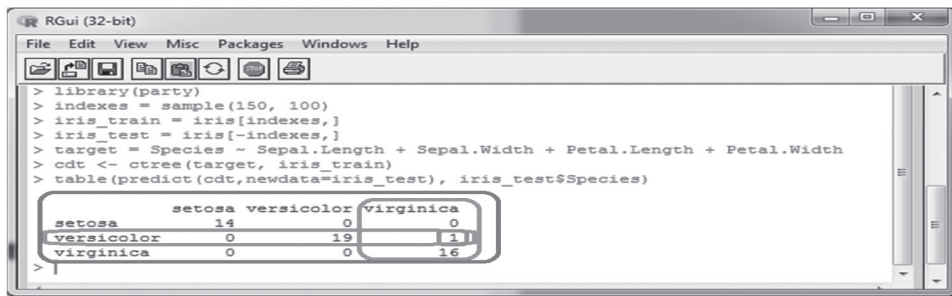 RGui (32-bit)
File Edit View Misc Packages Windows Help
STOP
> library(party)
> indexes = sample(150, 100)
> iris_train = iris[indexes,]
> iris_test = iris[-indexes,]
> target = Species ~ Sepal.Length + Sepal.Width + Petal.Length + Petal.Width
> cdt <- ctree(target, iris_train)
> table(predict(cdt,newdata=iris_test), iris_test$Species)
setosa versicolor virginica
setosa 14 0 0
versicolor 0 19 1
virginica 0 0 16
>